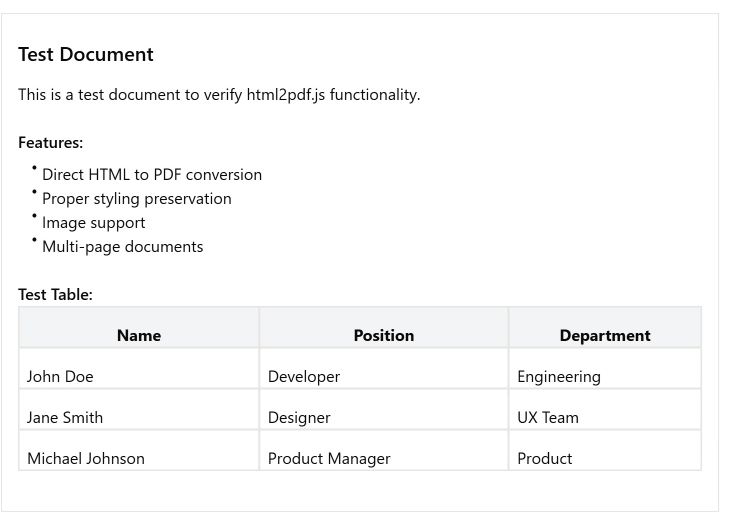 Test Document
This is a test document to verify html2pdf.js functionality.
Features:
• Direct HTML to PDF conversion
• Proper styling preservation
• Image support
• Multi-page documents
Test Table:
Name Position Department
John Doe Developer Engineering
Jane Smith Designer UX Team
Michael Johnson Product Manager Product